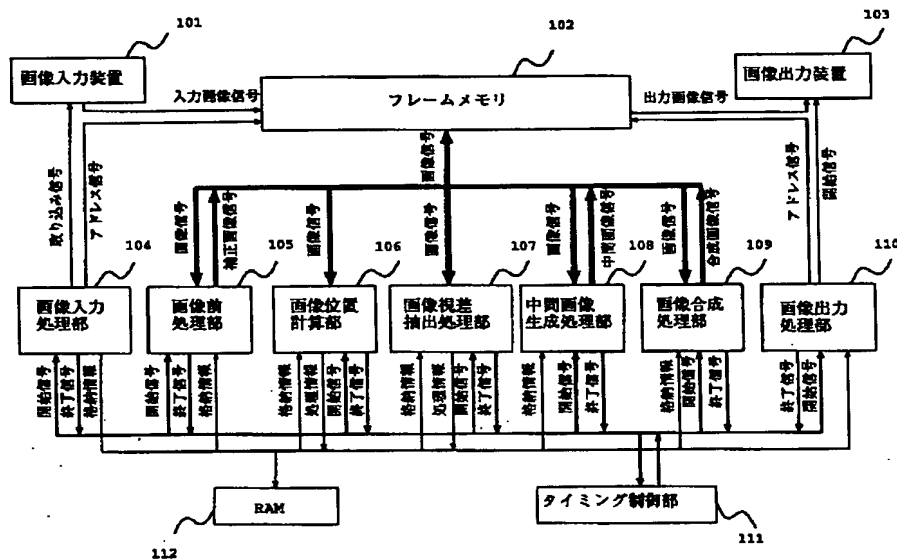 101
102
103
画像入力装置
フレームメモリ
画像出力装置
入力画像信号
出力画像信号
取り込み信号
アドレス信号
画像信号
アドレス信号
開始信号
画像信号
補正画像信号
画像信号
画像信号
画像信号
中間画像信号
画像信号
合成画像信号
104
105
106
107
108
109
110
画像入力
処理部
画像前
処理部
画像位置
計算部
画像視差
抽出処理部
中間画像
生成処理部
画像合成
処理部
画像出力
処理部
開始信号
終了信号
格納情報
開始信号
終了信号
格納情報
格納情報
処理情報
開始信号
終了信号
格納情報
処理情報
開始信号
終了信号
格納情報
開始信号
終了信号
格納情報
開始信号
終了信号
終了信号
開始信号
RAM
タイミング制御部
112
111